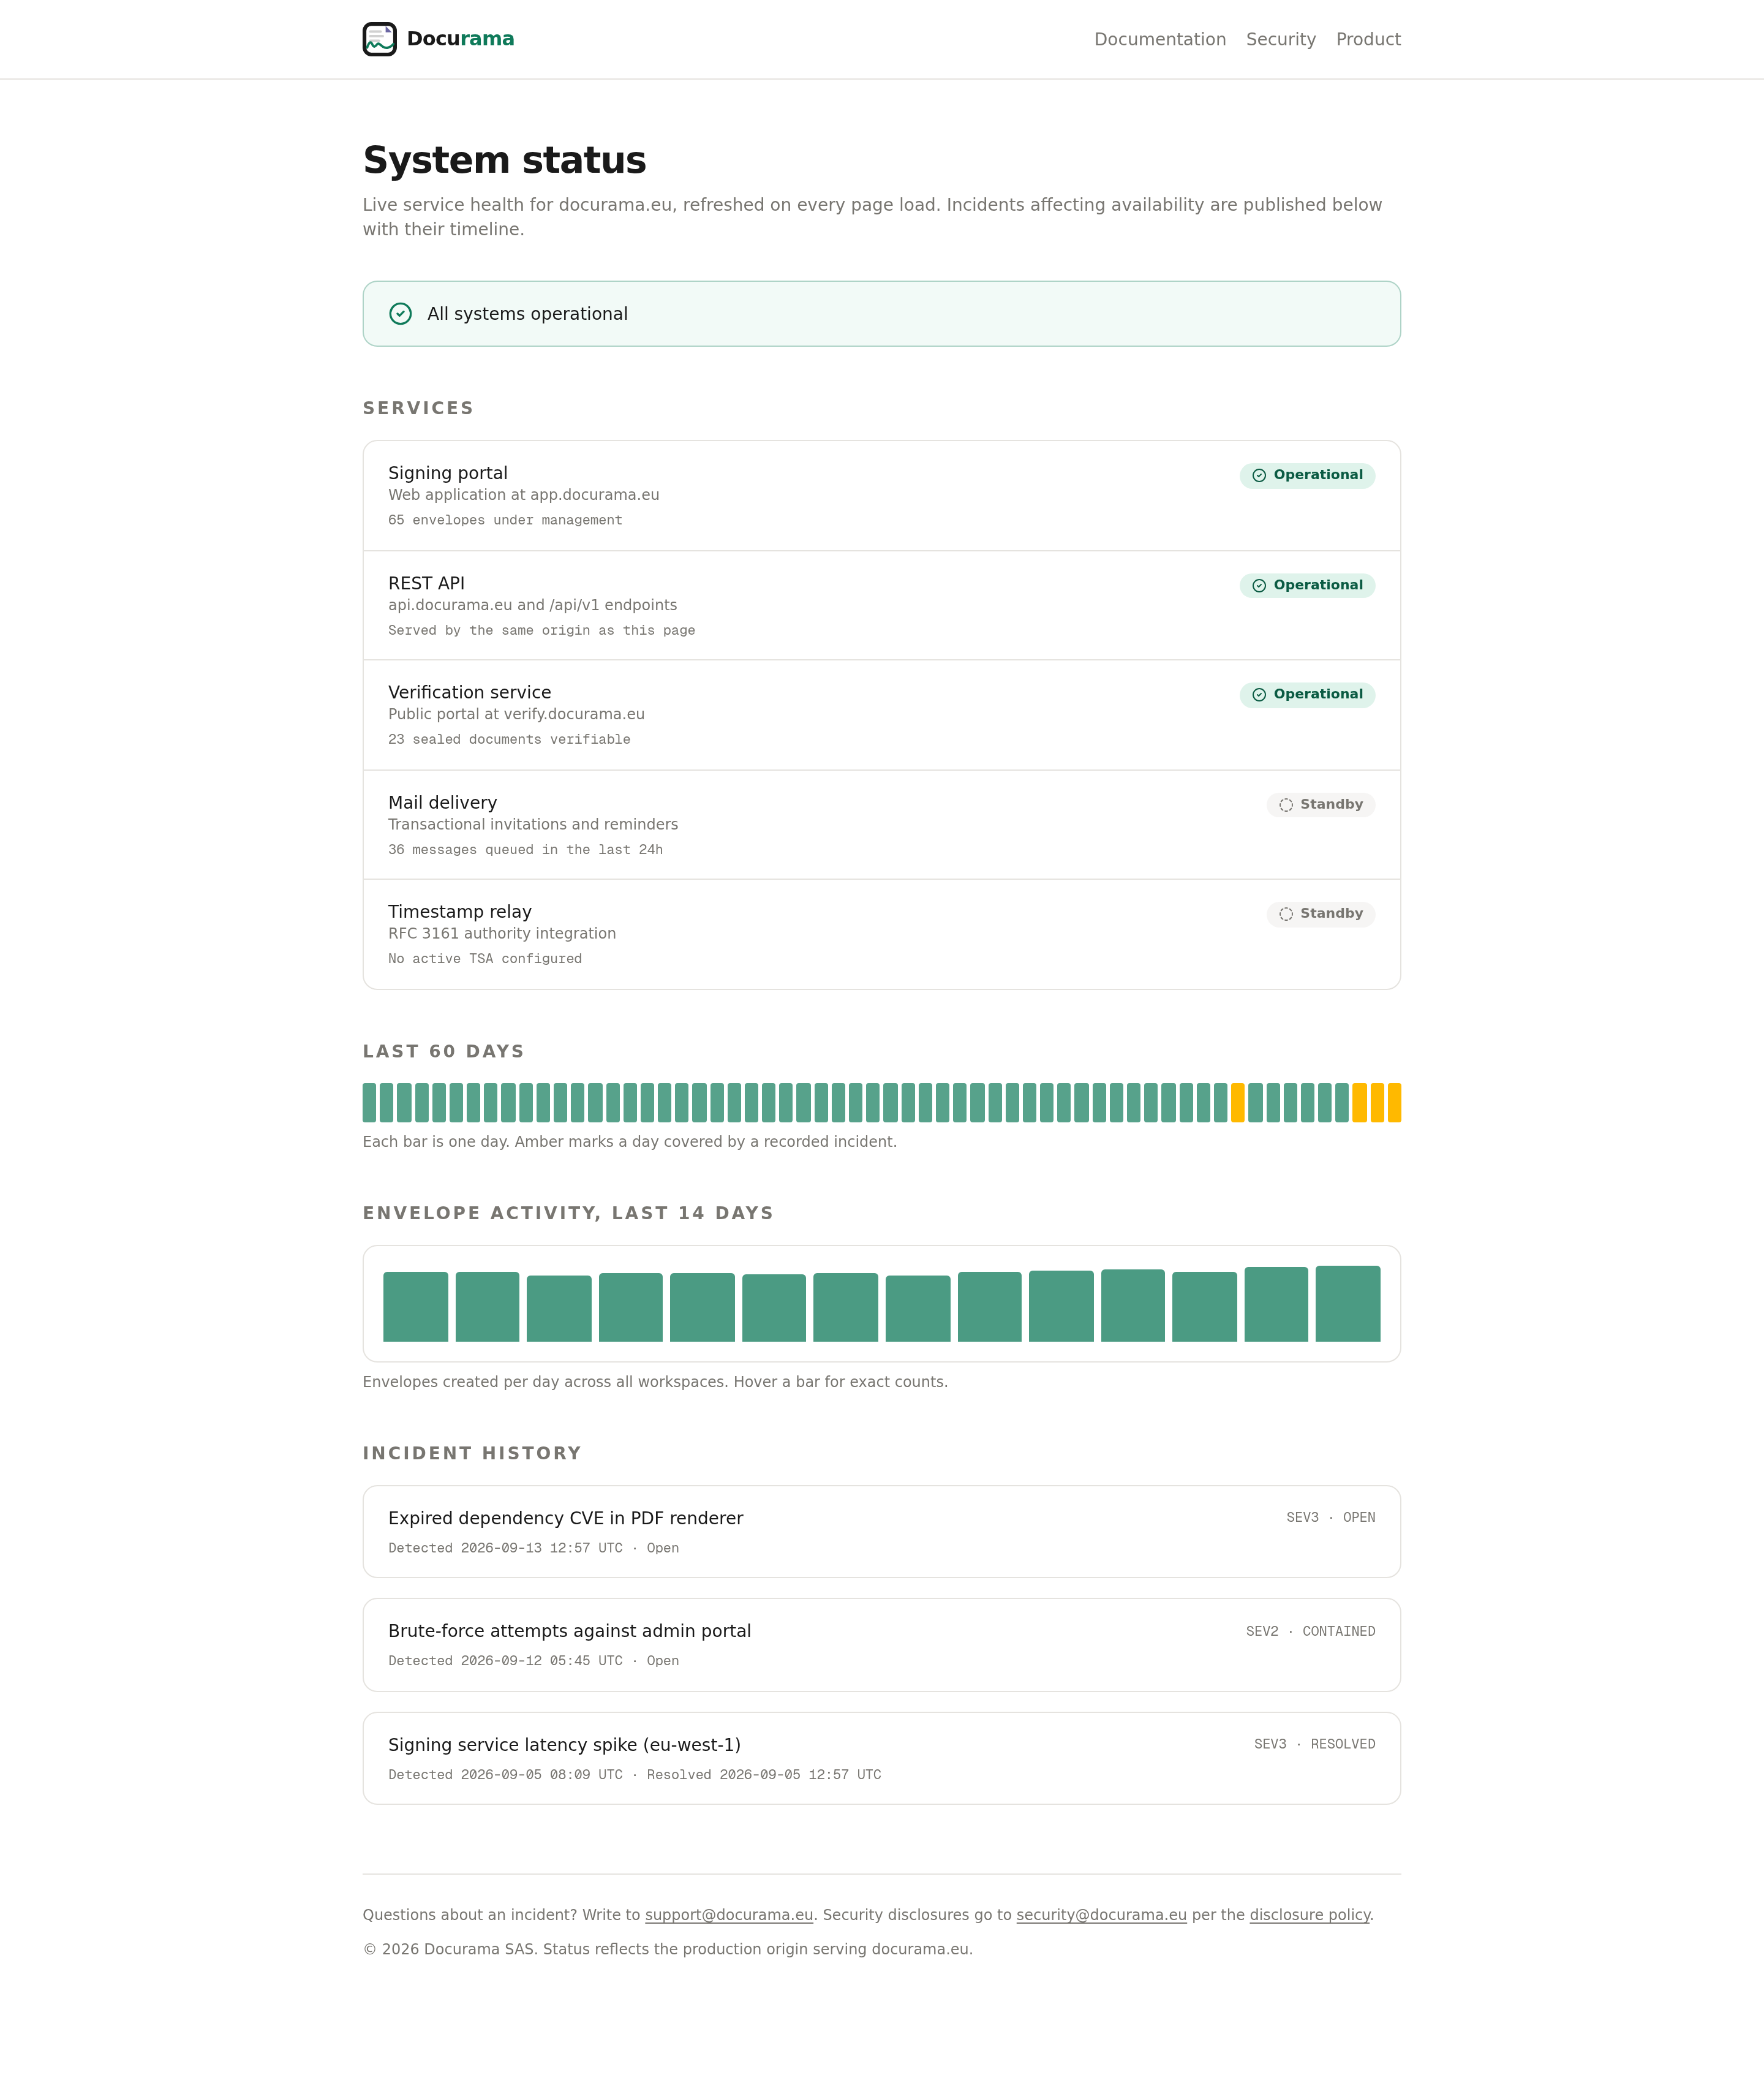 Docurama
Documentation Security Product
System status
Live service health for docurama.eu, refreshed on every page load. Incidents affecting availability are published below
with their timeline.
All systems operational
SERVICES
Signing portal
Operational
Web application at app.docurama.eu
65 envelopes under management
REST API
Operational
api.docurama.eu and /api/v1 endpoints
Served by the same origin as this page
Verification service
Operational
Public portal at verify.docurama.eu
23 sealed documents verifiable
Mail delivery
Standby
Transactional invitations and reminders
36 messages queued in the last 24h
Timestamp relay
Standby
RFC 3161 authority integration
No active TSA configured
LAST 60 DAYS
Each bar is one day. Amber marks a day covered by a recorded incident.
ENVELOPE ACTIVITY, LAST 14 DAYS
Envelopes created per day across all workspaces. Hover a bar for exact counts.
INCIDENT HISTORY
Expired dependency CVE in PDF renderer
SEV3 · OPEN
Detected 2026-09-13 12:57 UTC · Open
Brute-force attempts against admin portal
SEV2 · CONTAINED
Detected 2026-09-12 05:45 UTC · Open
Signing service latency spike (eu-west-1)
SEV3 · RESOLVED
Detected 2026-09-05 08:09 UTC · Resolved 2026-09-05 12:57 UTC
Questions about an incident? Write to support@docurama.eu. Security disclosures go to security@docurama.eu per the disclosure policy.
© 2026 Docurama SAS. Status reflects the production origin serving docurama.eu.